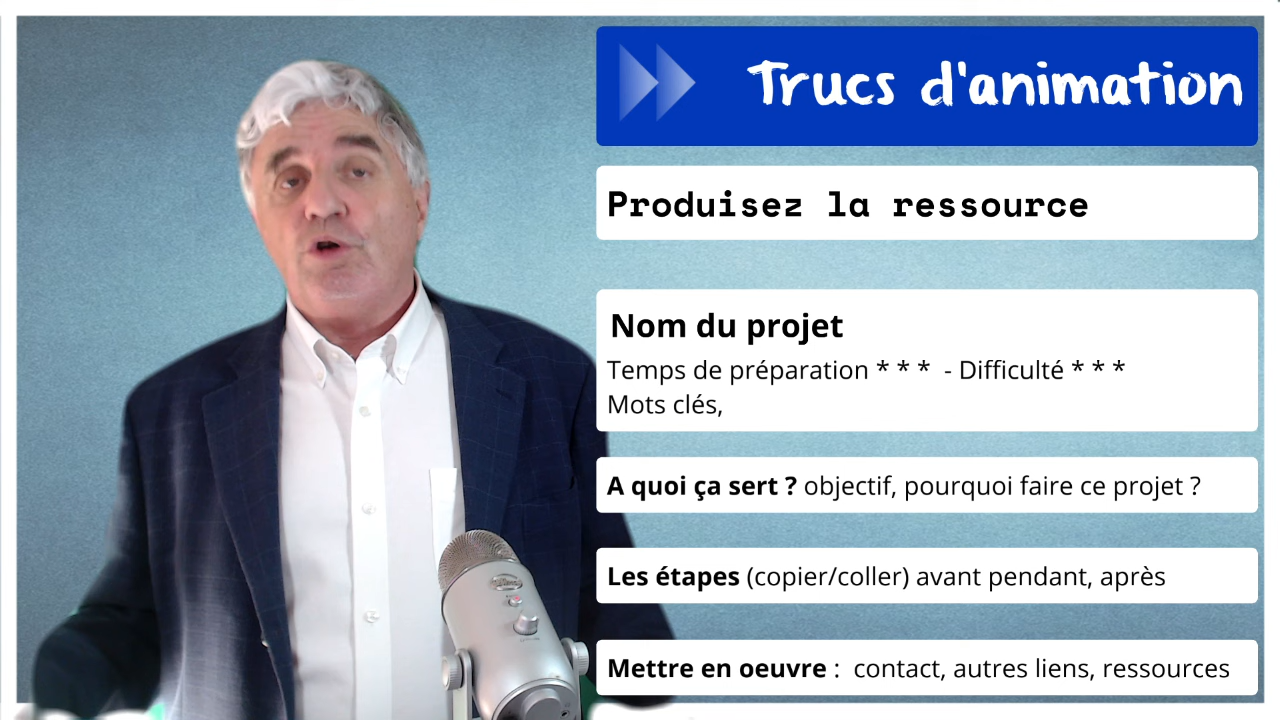 Trucs d'animation
Produisez la ressource
Nom du projet
Temps de préparation * * *  - Difficulté * * *
Mots clés,
A quoi ça sert ? objectif, pourquoi faire ce projet ?
Les étapes (copier/coller) avant pendant, après
Mettre en oeuvre :  contact, autres liens, ressources